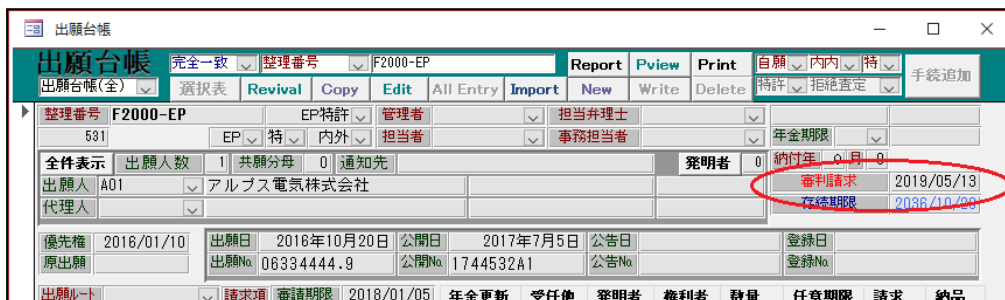 出願台帳
出願台帳 完全一致 整理番号 F2000-EP Report Pview Print 自願 内内 特
出願台帳(全) 選択表 Revival Copy Edit All Entry Import New Write Delete 特許 拒絶査定 手続追加
整理番号 F2000-EP EP特許 管理者 担当弁理士
531 EP 特 内外 担当者 事務担当者 年金期限
全件表示 出願人数 1 共願分母 0 通知先 発明者 0 納付年 0 月 0
出願人 A01 アルプス電気株式会社 審判請求 2019/05/13
代理人 存続期限 2036/10/20
優先権 2016/01/10 出願日 2016年10月20日 公開日 2017年7月5日 公告日 登録日
原出願 出願No. 06334444.9 公開No. 1744532A1 公告No. 登録No.
出願ルート 請求項 審請期限 2018/01/05 年金更新 受任他 発明者 権利者 数量 任意期限 請求 納品